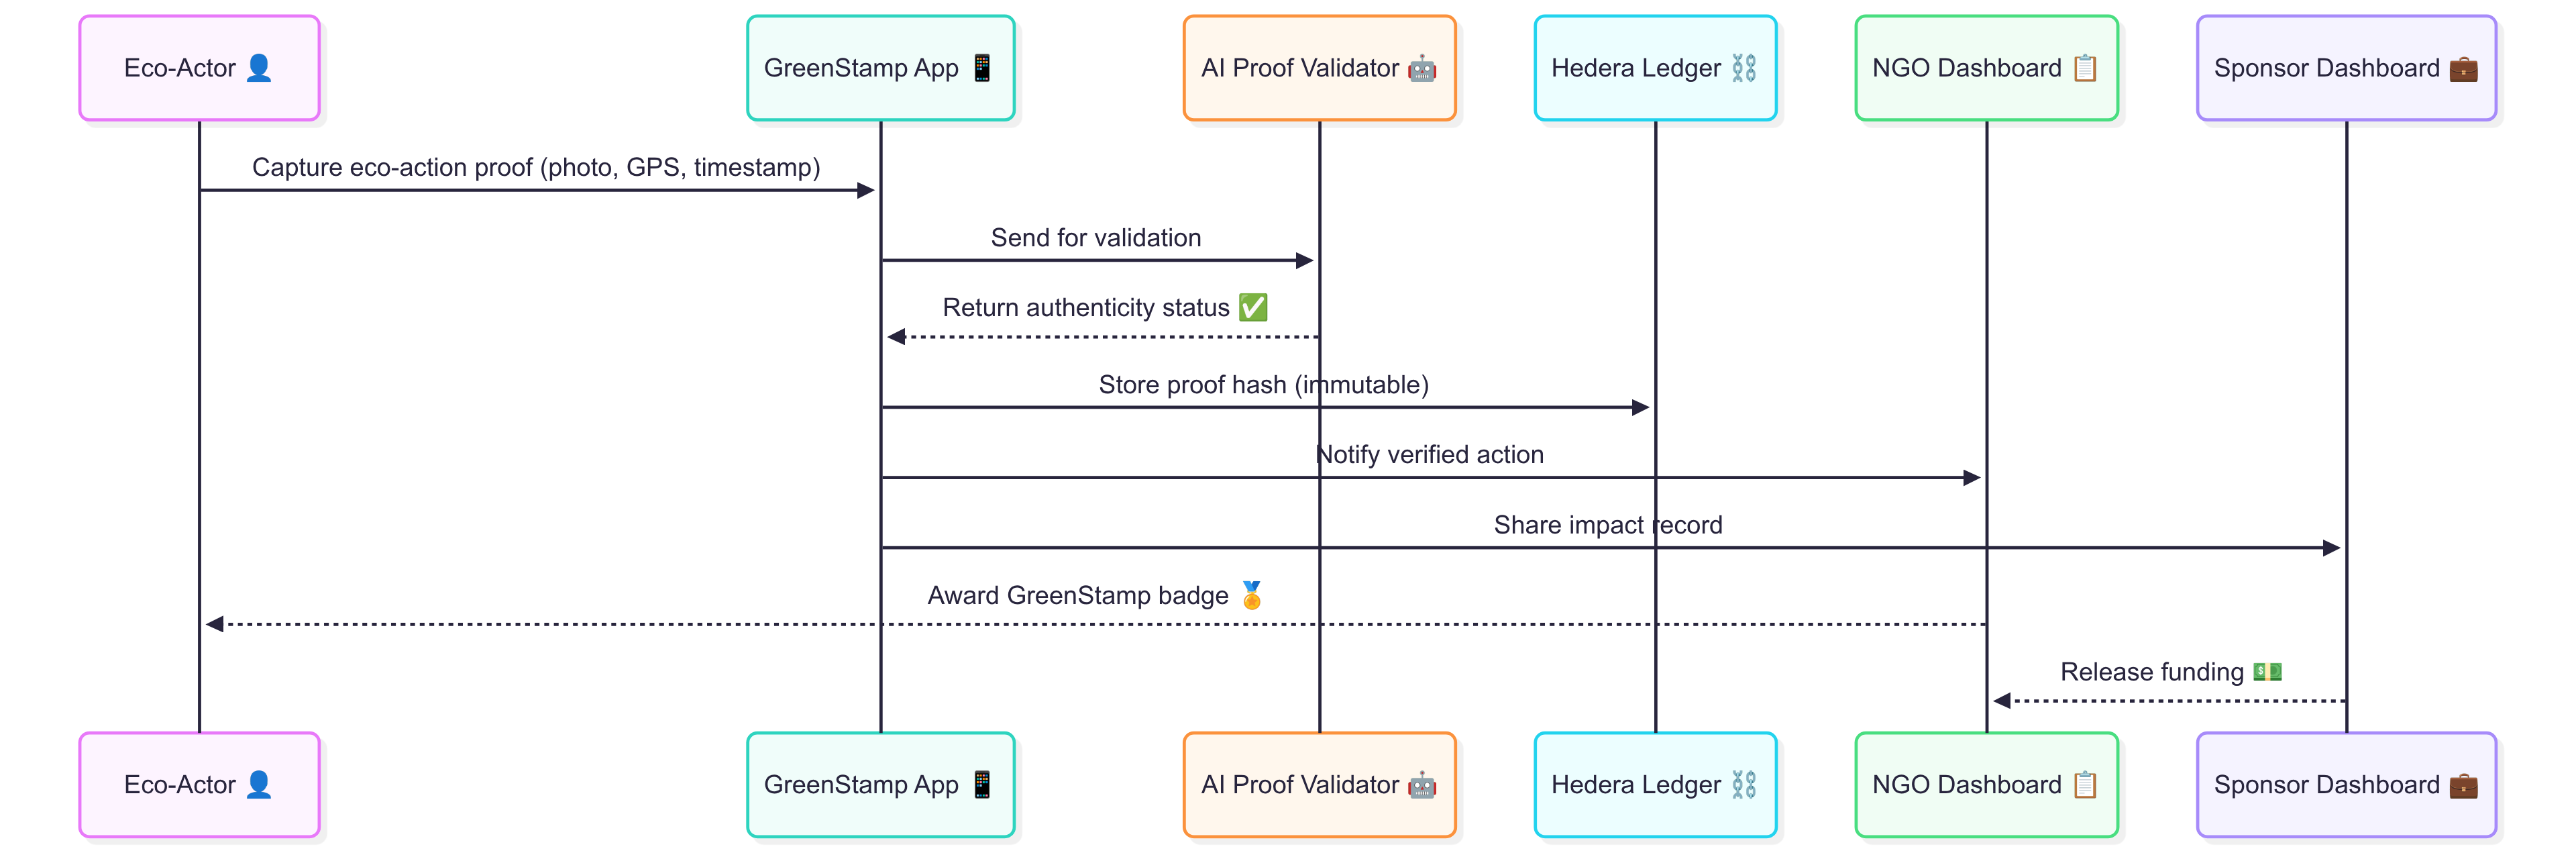 Eco-Actor 👤
GreenStamp App 📱
AI Proof Validator 🤖
Hedera Ledger ⛓️
NGO Dashboard 📋
Sponsor Dashboard 💼
Capture eco-action proof (photo, GPS, timestamp)
Send for validation
Return authenticity status ✅
Store proof hash (immutable)
Notify verified action
Share impact record
Award GreenStamp badge 🏅
Release funding 💵
Eco-Actor 👤
GreenStamp App 📱
AI Proof Validator 🤖
Hedera Ledger ⛓️
NGO Dashboard 📋
Sponsor Dashboard 💼